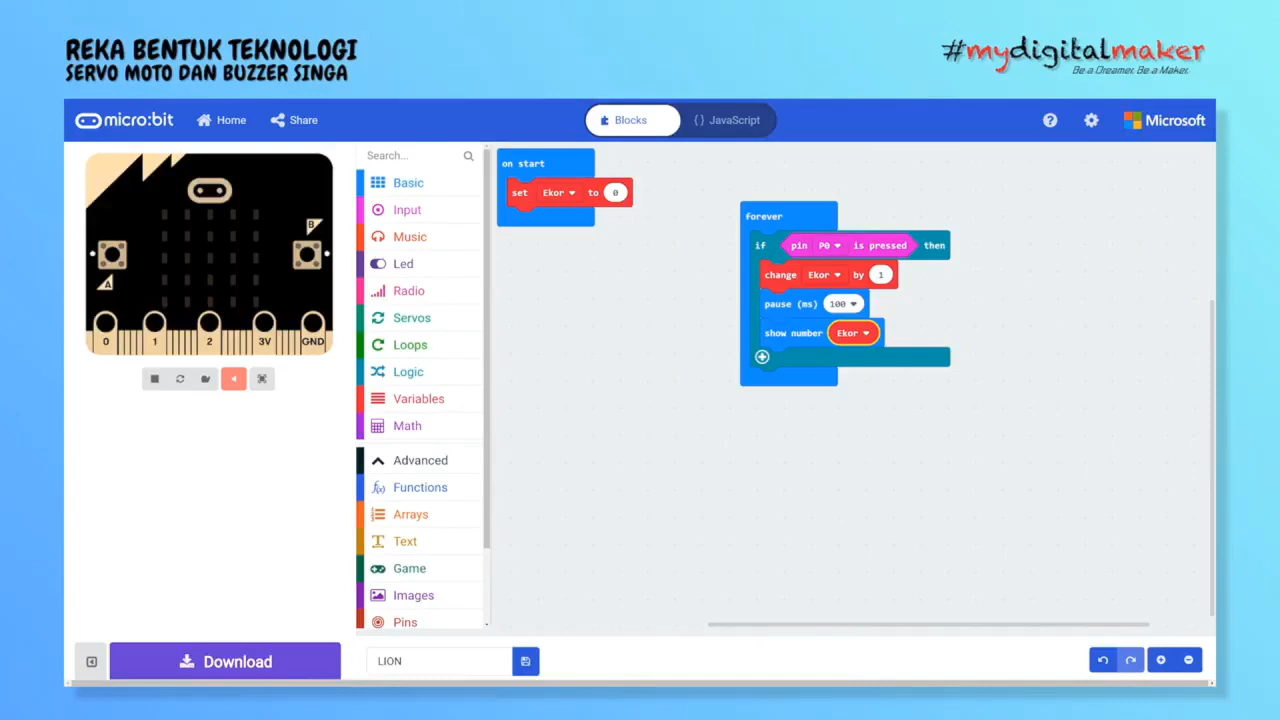 REKA BENTUK TEKNOLOGI
SERVO MOTO DAN BUZZER SINGA
#mydigitalmaker
Be a Dreamer. Be a Maker.
micro:bit
Home
Share
Blocks
{} JavaScript
?
Microsoft
A
B
0
1
2
3V
GND
Search...
Basic
Input
Music
Led
Radio
Servos
Loops
Logic
Variables
Math
Advanced
f(x) Functions
Arrays
Text
Game
Images
Pins
on start
set Ekor to 0
forever
if pin P0 is pressed then
change Ekor by 1
pause (ms) 100
show number Ekor
Download
LION